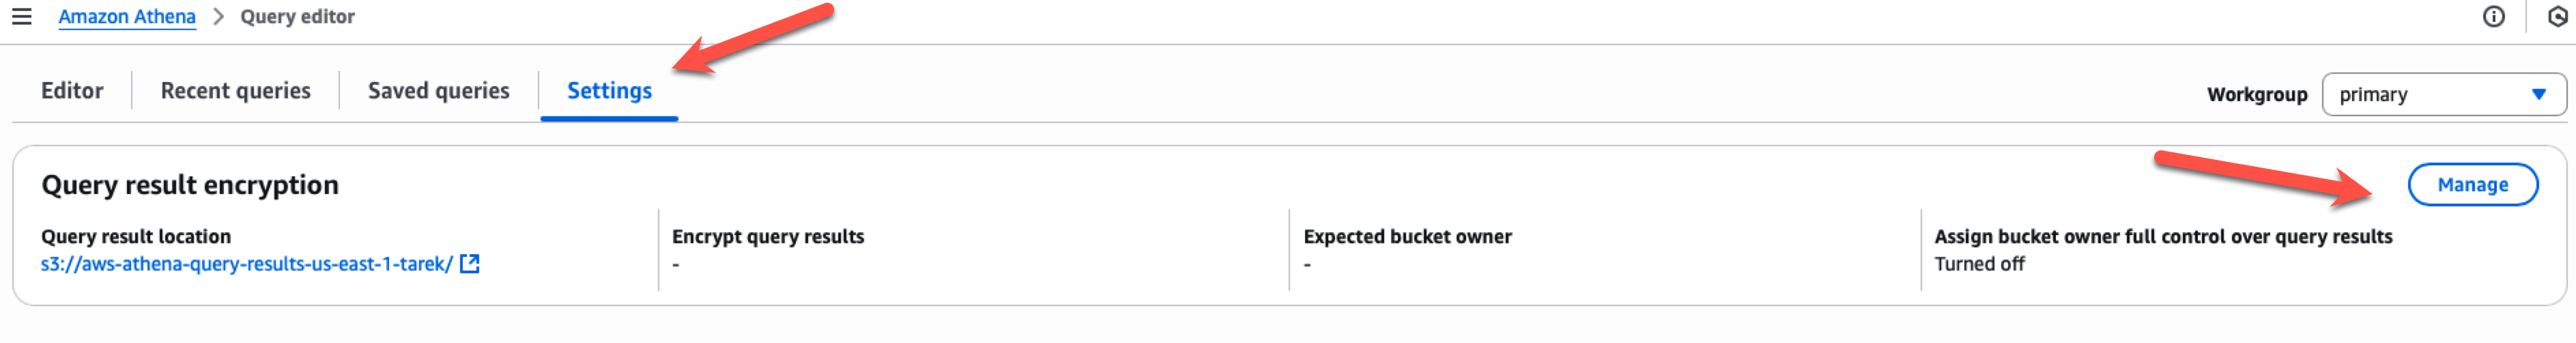 Amazon Athena > Query editor
Editor
Recent queries
Saved queries
Settings
Workgroup
primary
Query result encryption
Manage
Query result location
s3://aws-athena-query-results-us-east-1-tarek/
Encrypt query results
-
Expected bucket owner
-
Assign bucket owner full control over query results
Turned off